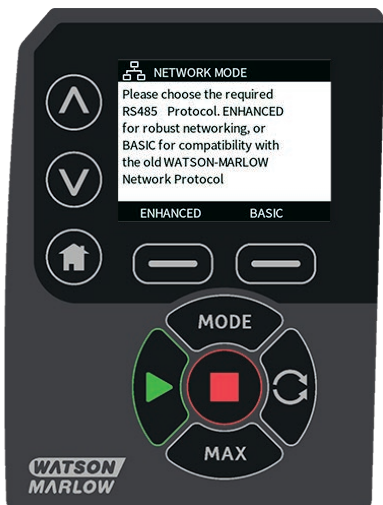 NETWORK MODE
Please choose the required
RS485 Protocol. ENHANCED
for robust networking, or
BASIC for compatibility with
the old WATSON-MARLOW
Network Protocol
ENHANCED BASIC
MODE
MAX
WATSON
MARLOW